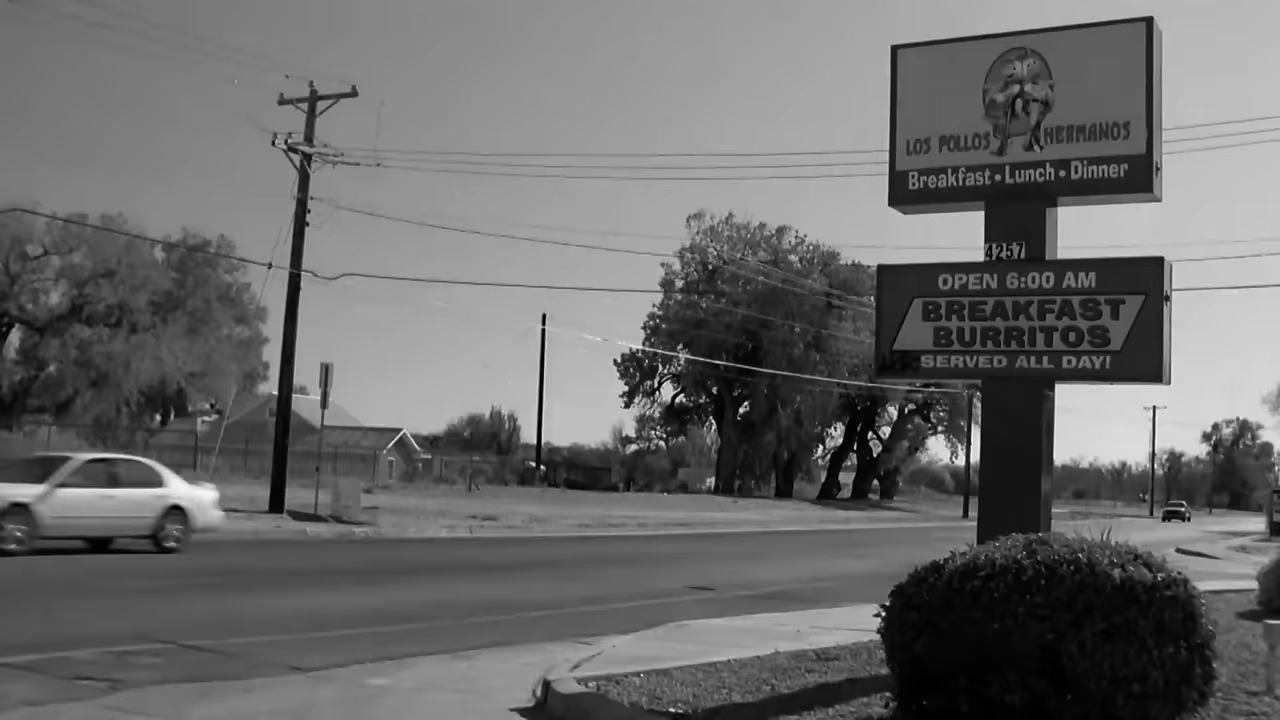 LOS POLLOS HERMANOS
Breakfast • Lunch • Dinner
4257
OPEN 6:00 AM
BREAKFAST
BURRITOS
SERVED ALL DAY!